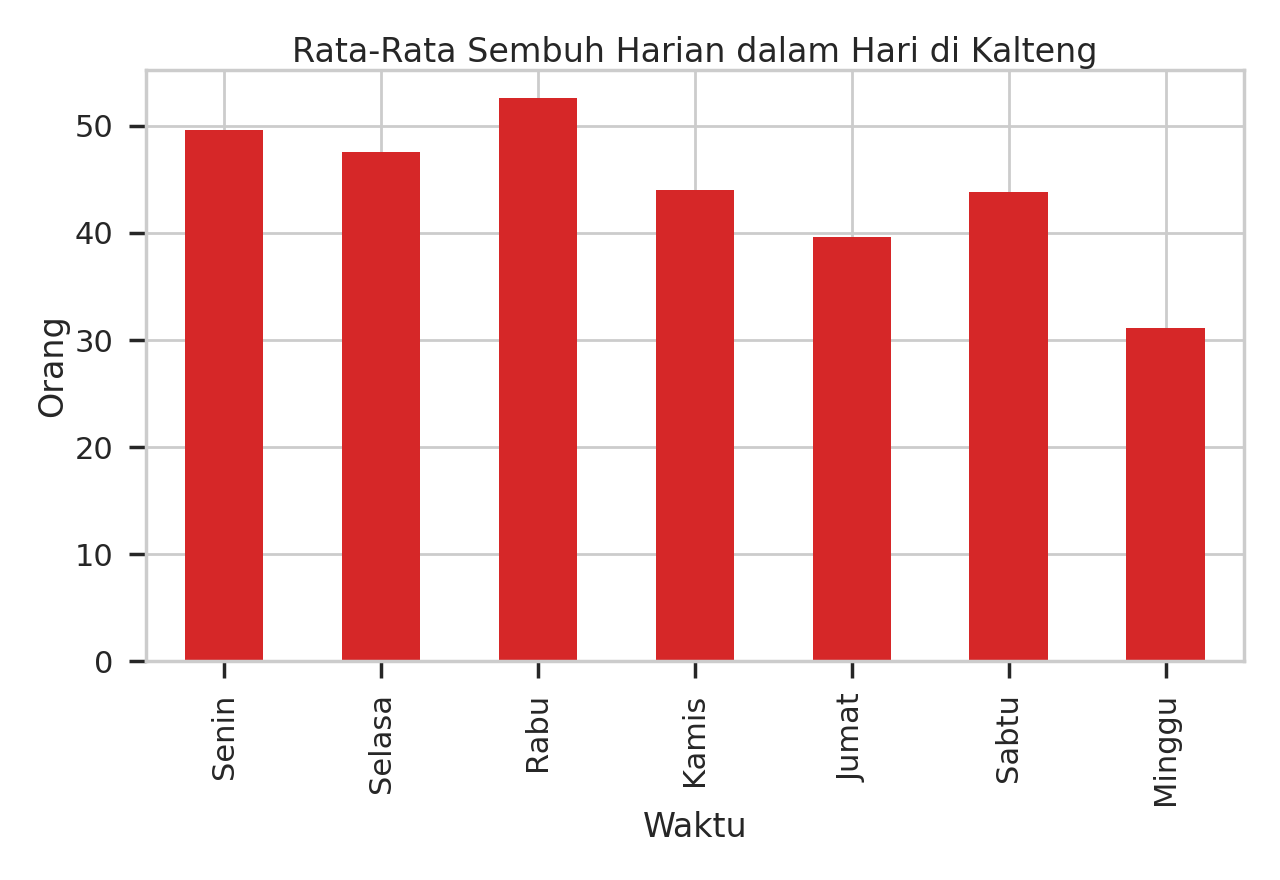 Rata-Rata Sembuh Harian dalam Hari di Kalteng
Orang
50
40
30
20
10
0
Senin
Selasa
Rabu
Kamis
Jumat
Sabtu
Minggu
Waktu